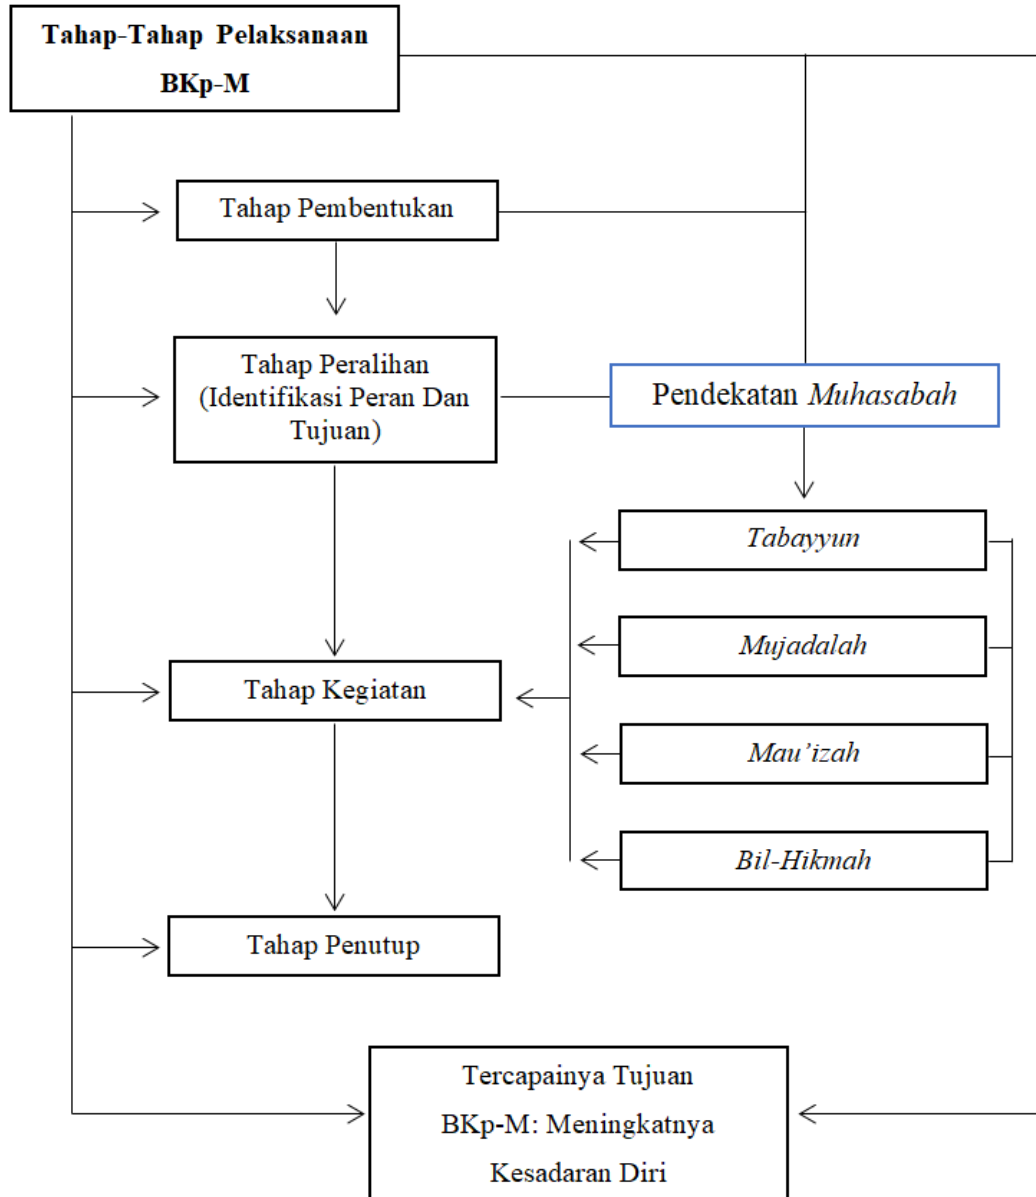 Tahap-Tahap Pelaksanaan
BKp-M
Tahap Pembentukan
Tahap Peralihan
(Identifikasi Peran Dan
Tujuan)
Pendekatan Muhasabah
Tabayyun
Mujadalah
Tahap Kegiatan
Mau’izah
Bil-Hikmah
Tahap Penutup
Tercapainya Tujuan
BKp-M: Meningkatnya
Kesadaran Diri